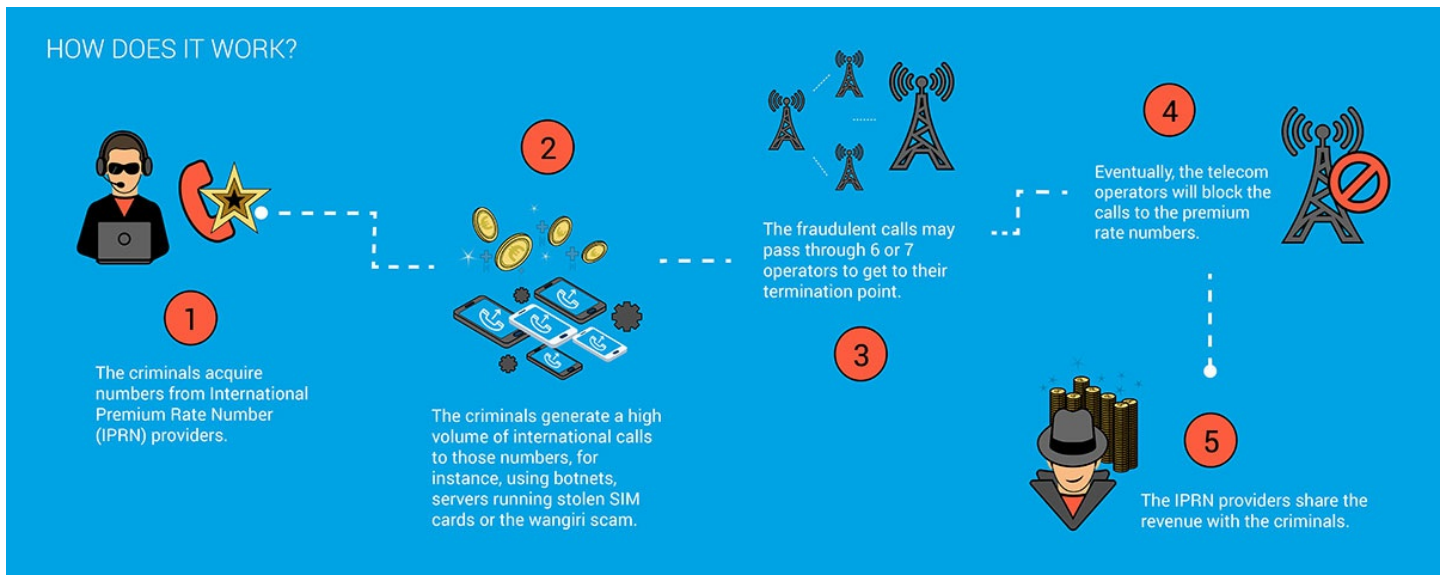 HOW DOES IT WORK?
1
The criminals acquire
numbers from International
Premium Rate Number
(IPRN) providers.
2
The criminals generate a high
volume of international calls
to those numbers, for
instance, using botnets,
servers running stolen SIM
cards or the wangiri scam.
The fraudulent calls may
pass through 6 or 7
operators to get to their
termination point.
3
4
Eventually, the telecom
operators will block the
calls to the premium
rate numbers.
5
The IPRN providers share the
revenue with the criminals.